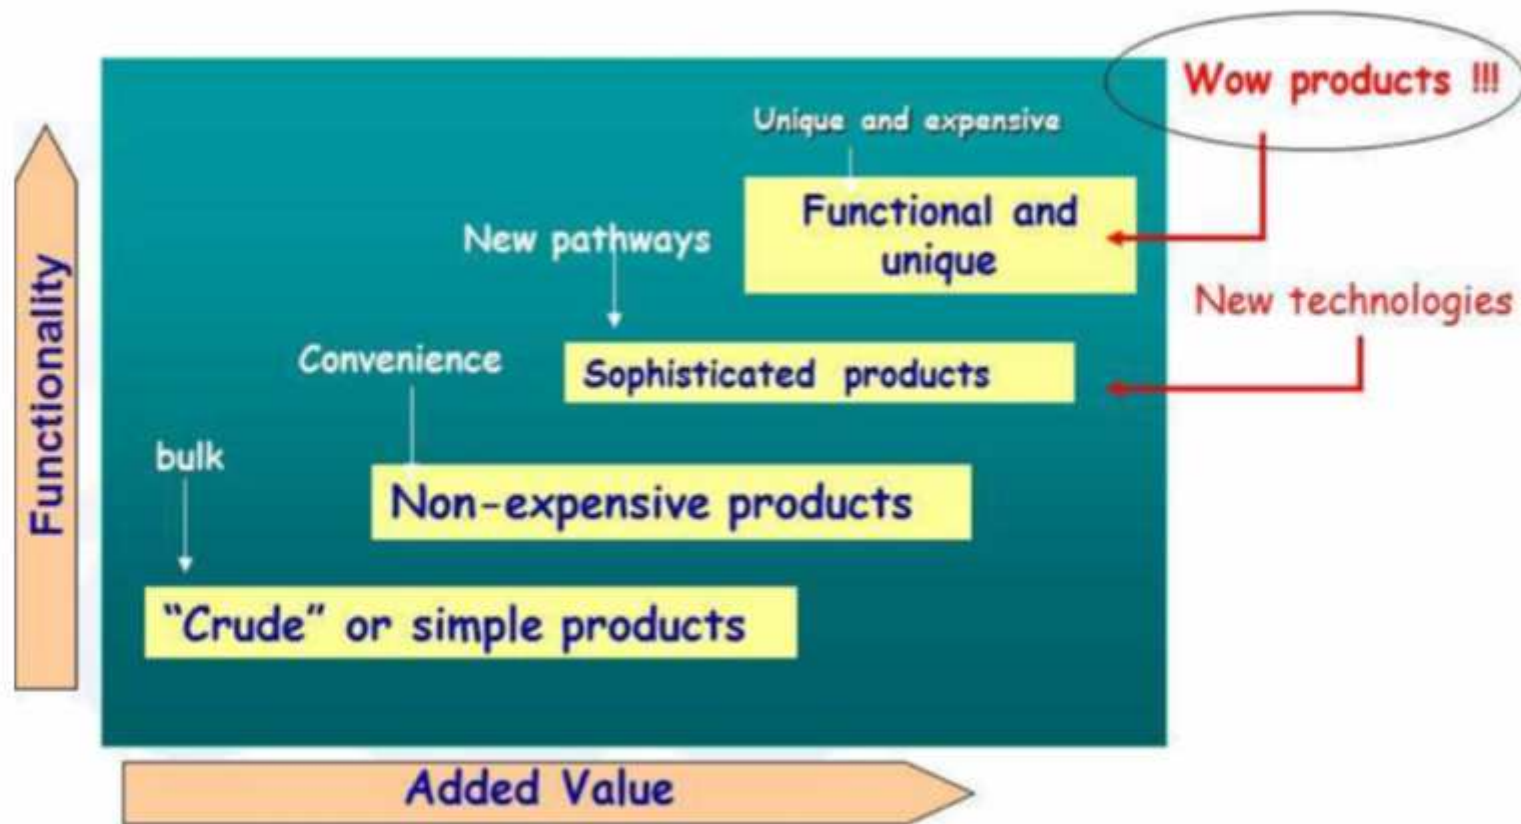 Wow products !!!
Unique and expensive
Functional and
unique
New pathways
New technologies
Convenience
Sophisticated products
bulk
Non-expensive products
"Crude" or simple products
Functionality
Added Value